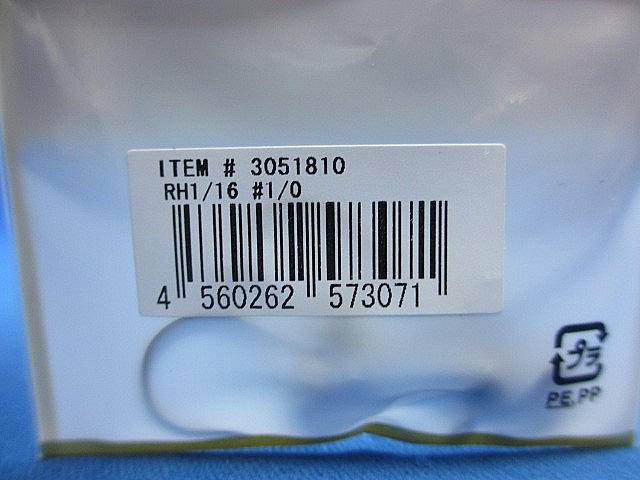 ITEM # 3051810
RH1/16 #1/0
4 560262 573071
プラ
PE.PP